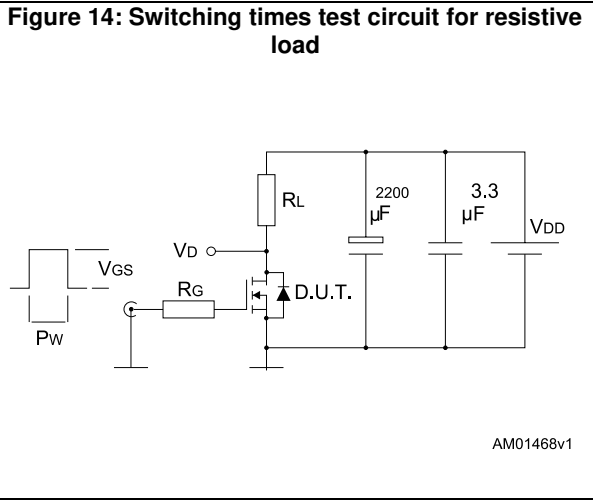 Figure 14: Switching times test circuit for resistive
load
RL
2200
μF
3.3
μF
VDD
VD
VGS
RG
D.U.T.
PW
AM01468v1